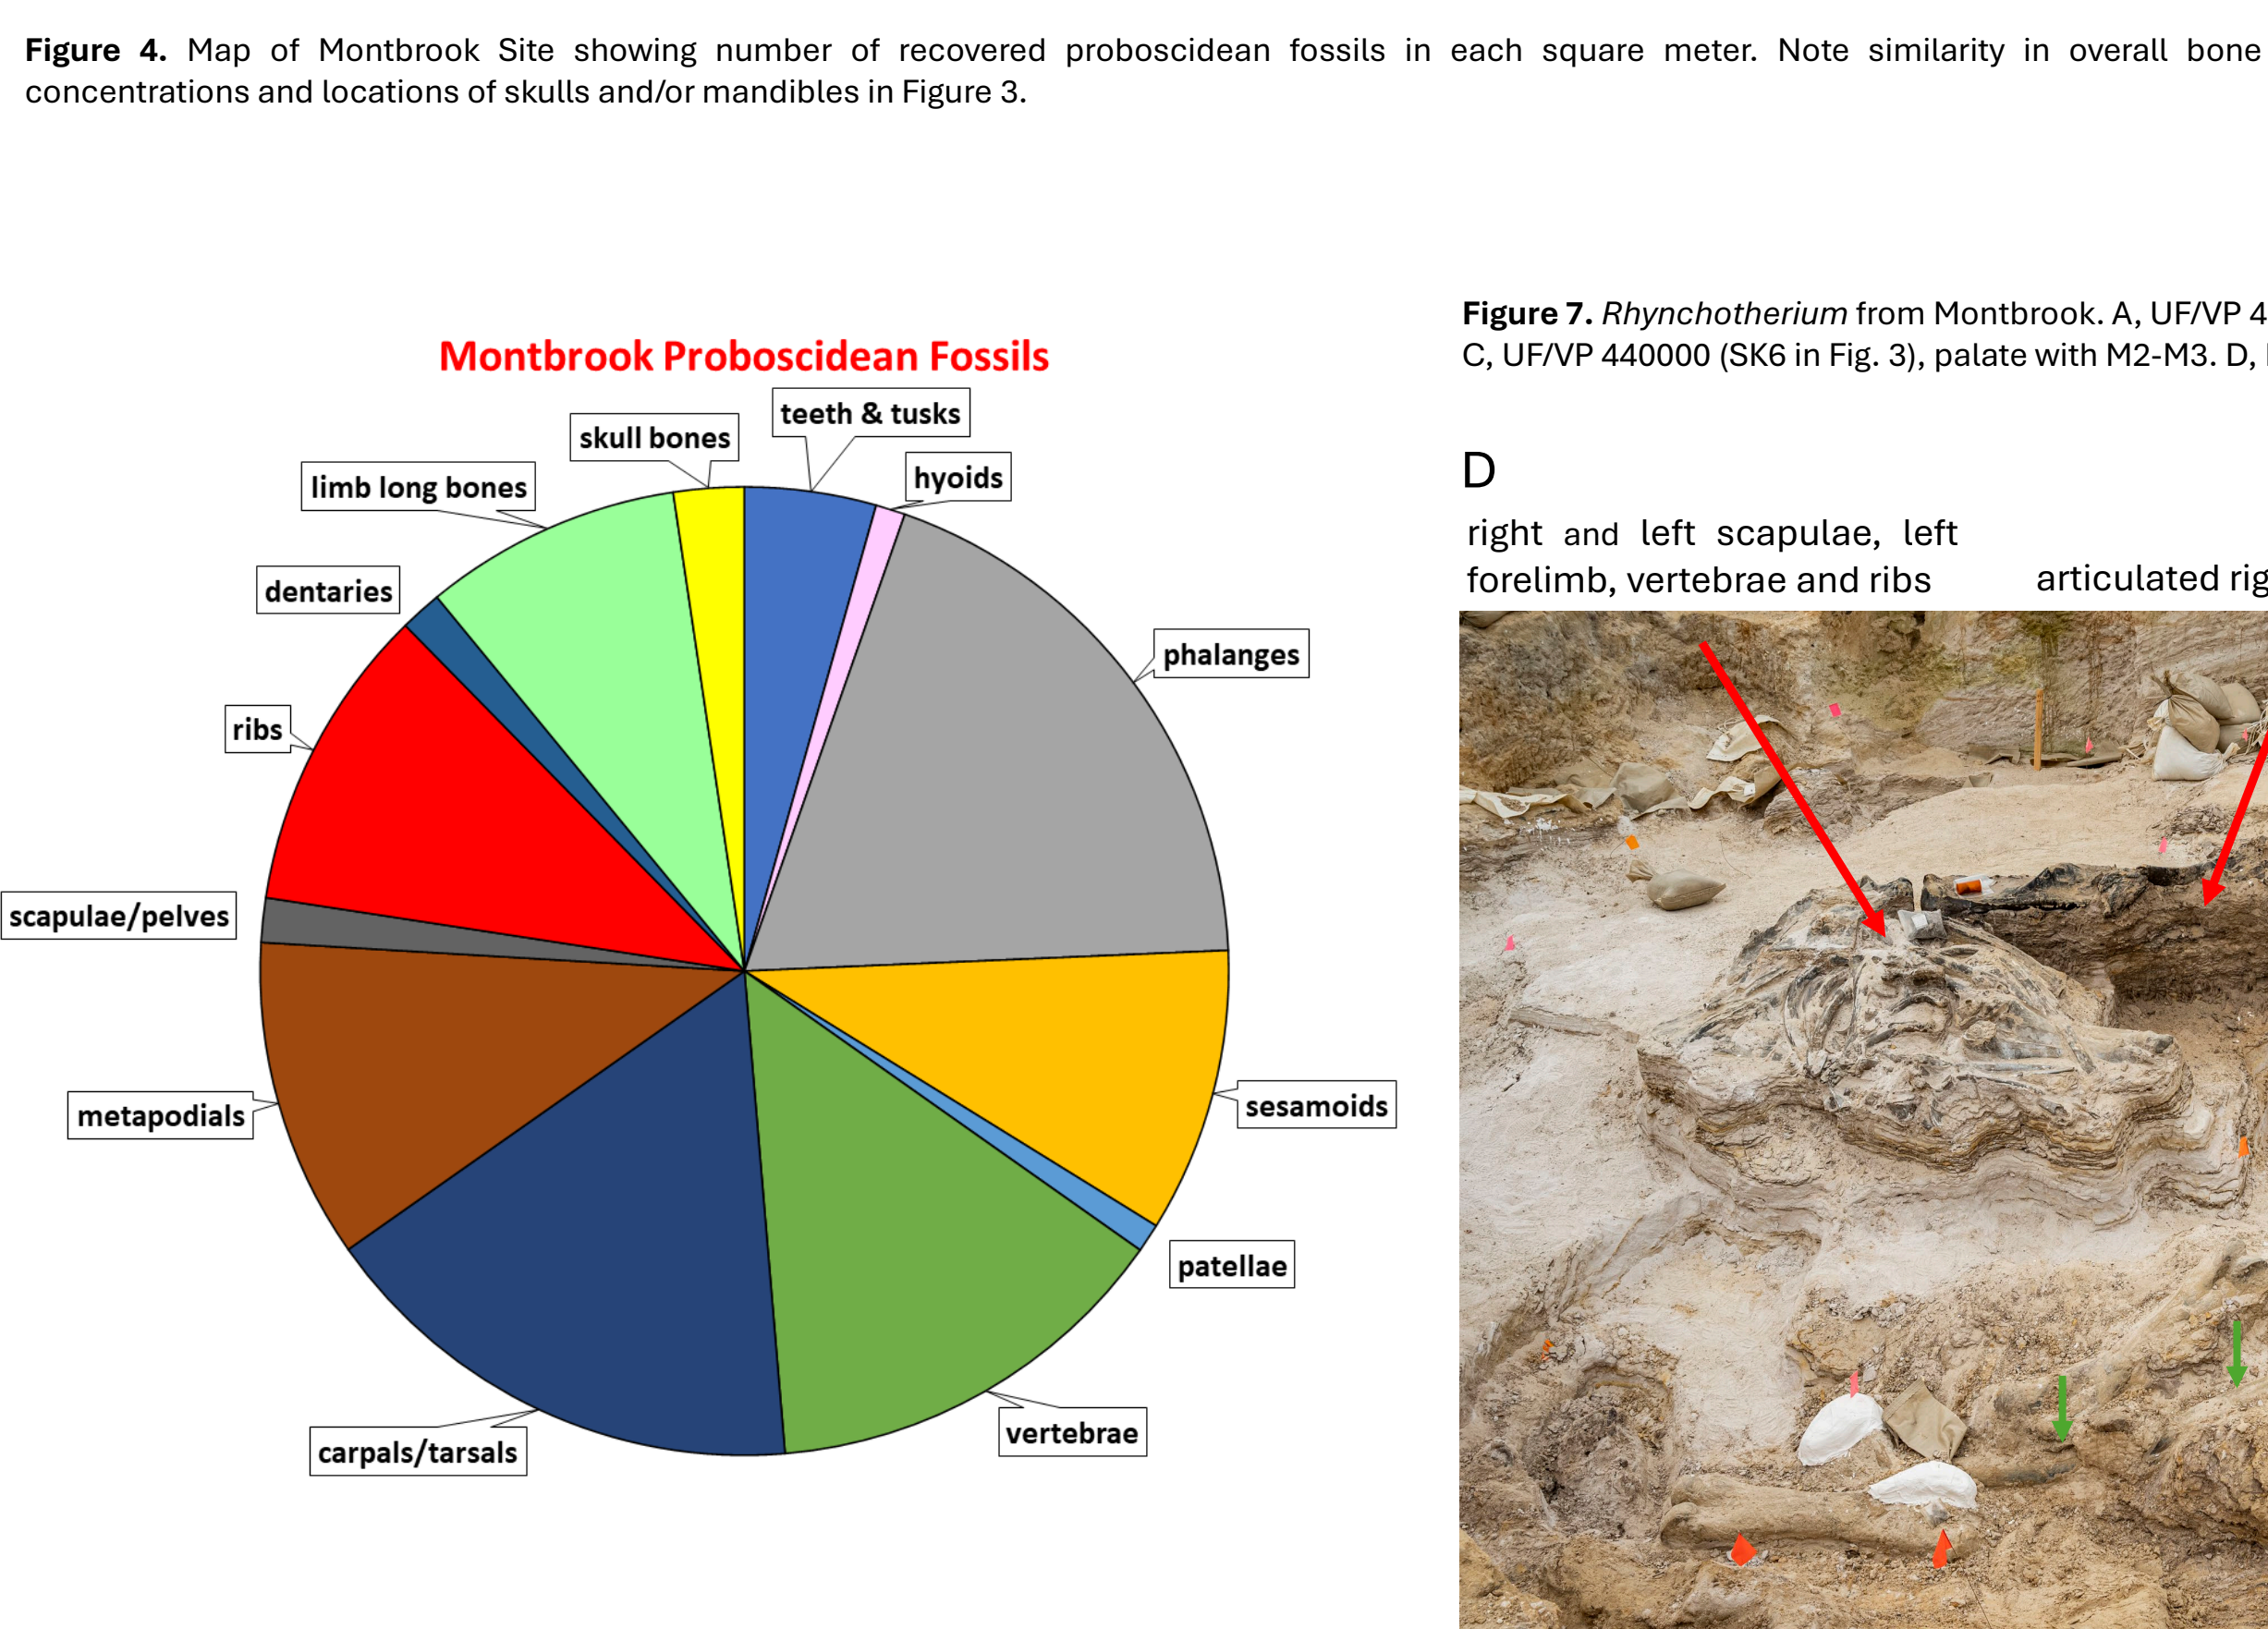 Figure 4. Map of Montbrook Site showing number of recovered proboscidean fossils in each square meter. Note similarity in overall bone
concentrations and locations of skulls and/or mandibles in Figure 3.
Montbrook Proboscidean Fossils
teeth & tusks
skull bones
hyoids
limb long bones
dentaries
phalanges
ribs
scapulae/pelves
sesamoids
metapodials
patellae
vertebrae
carpals/tarsals
Figure 7. Rhynchotherium from Montbrook. A, UF/VP 4
C, UF/VP 440000 (SK6 in Fig. 3), palate with M2-M3. D,
D
right and left scapulae, left
forelimb, vertebrae and ribs
articulated rig